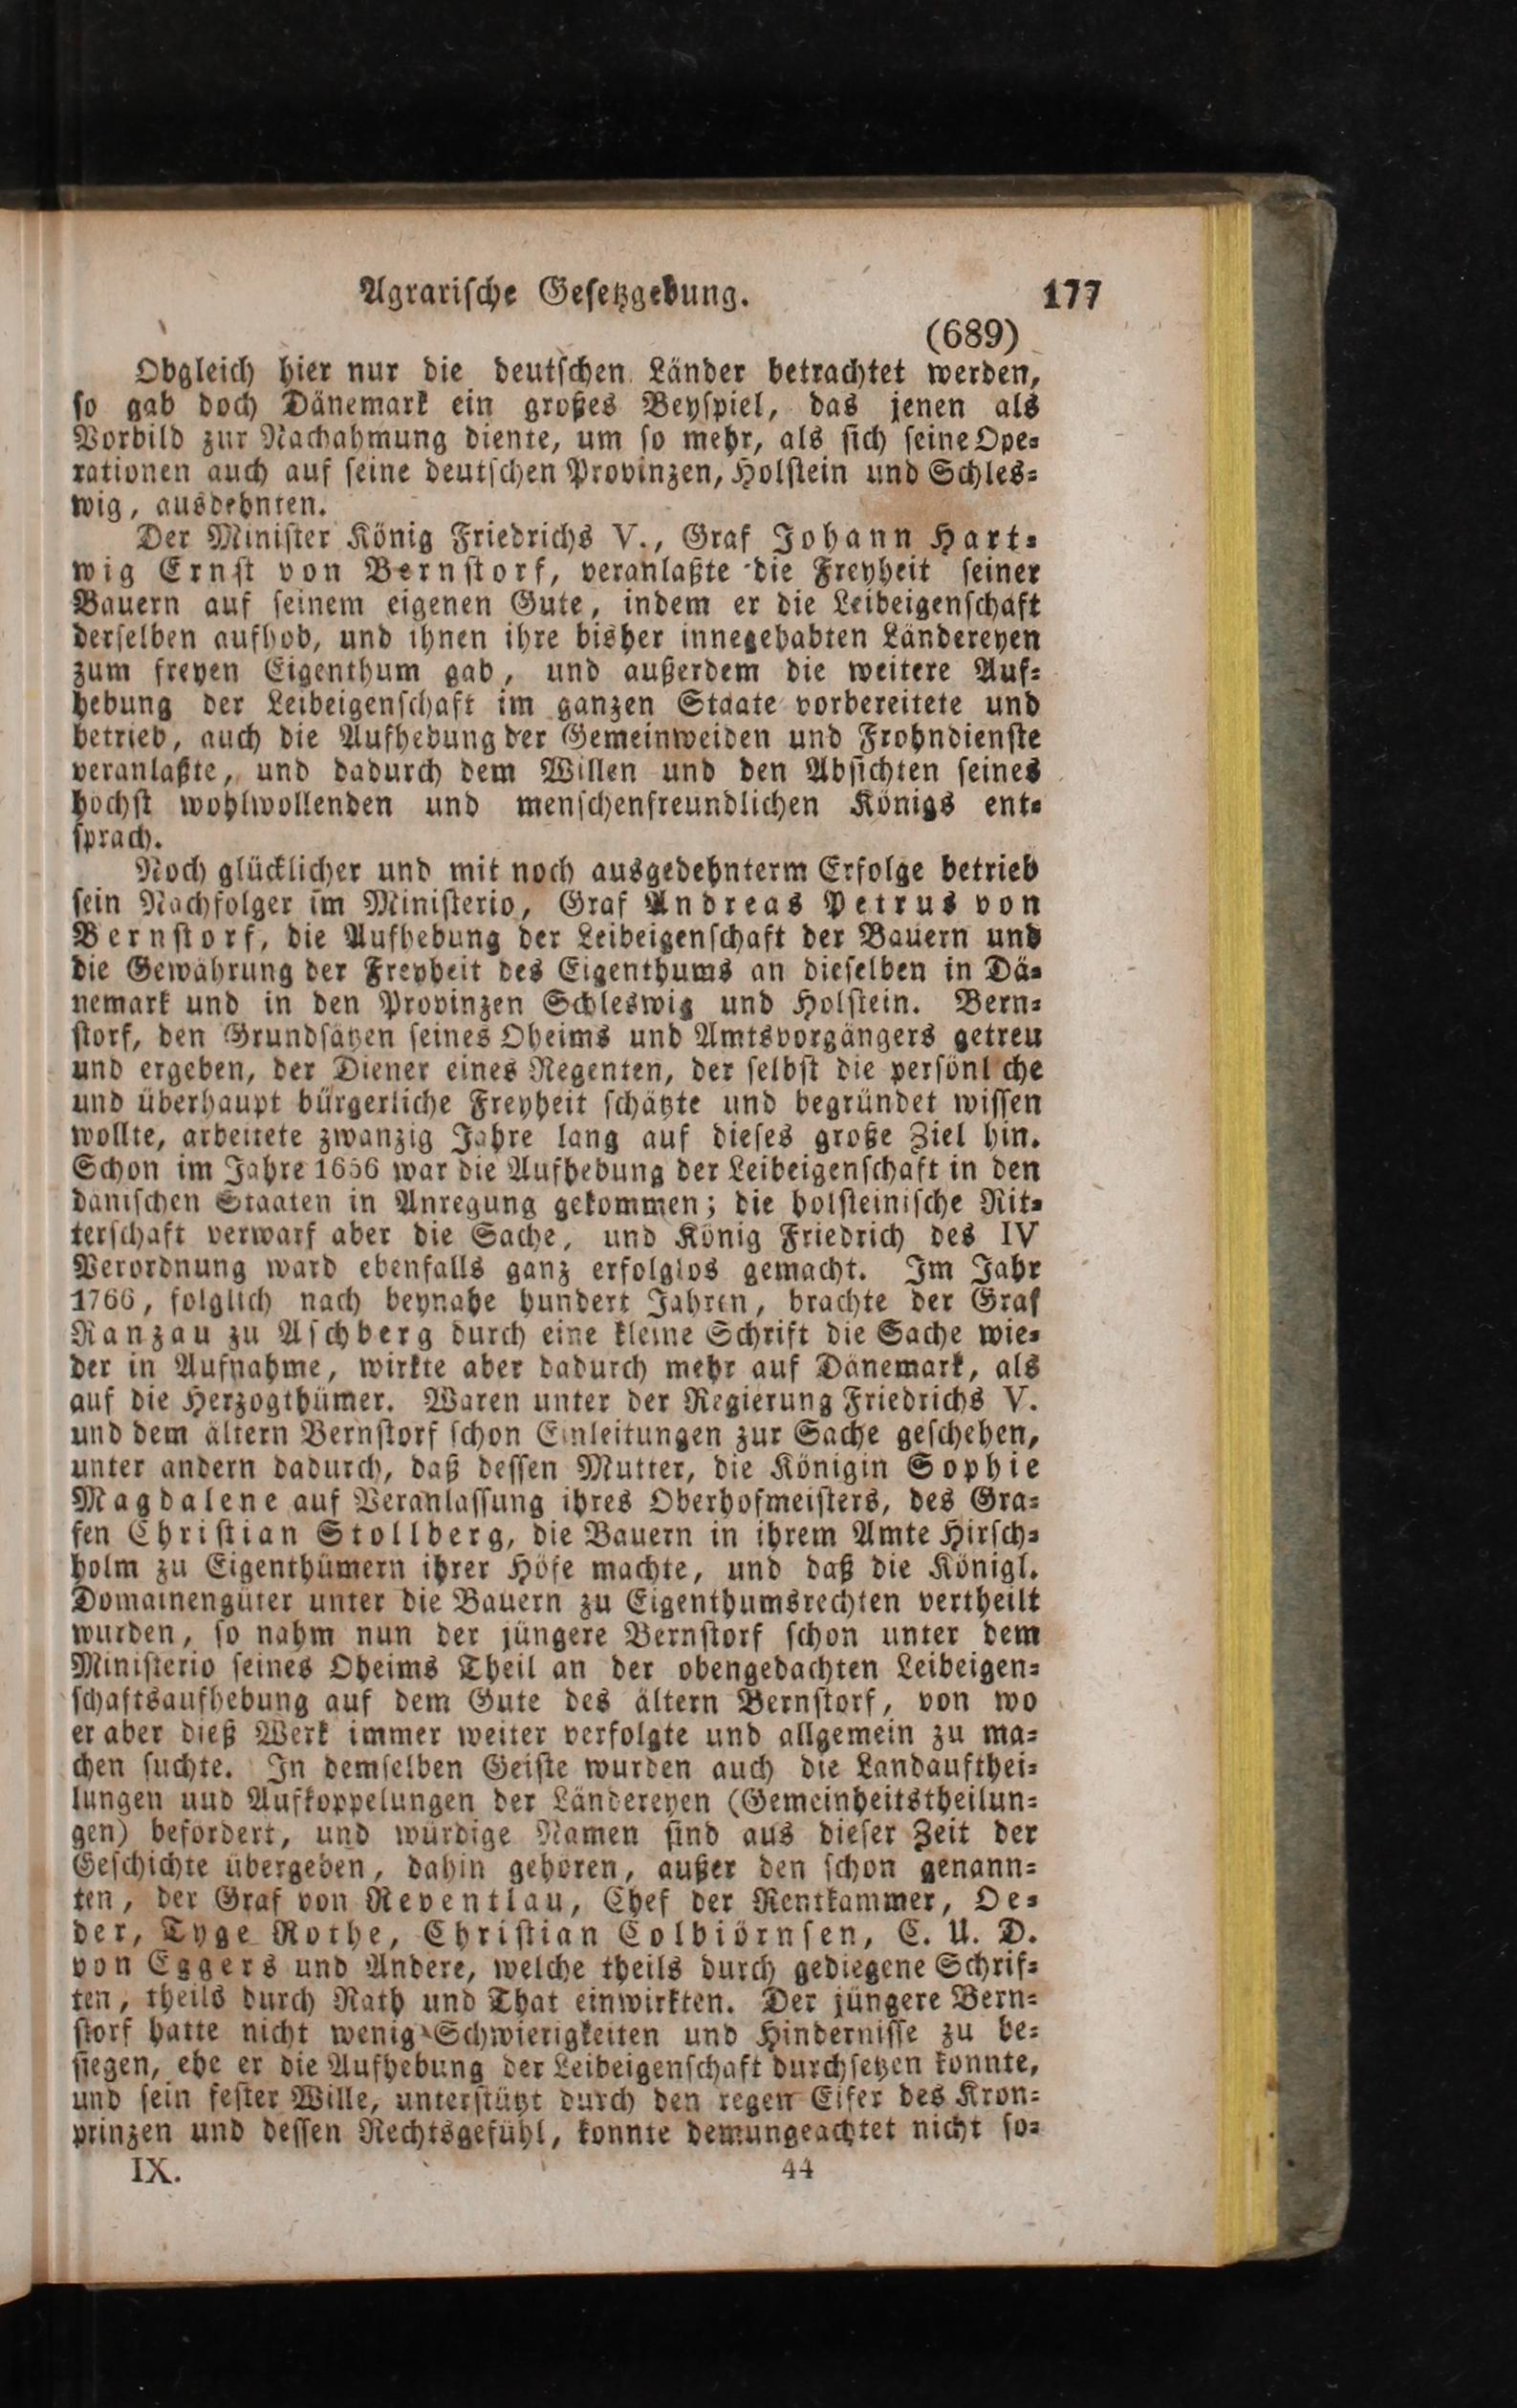 Agrariſche Geſetzgebung. 177
(689)
Obgleich hier nur die deutſchen Länder betrachtet werden,
ſo gab doch Dänemark ein großes Beyſpiel, das jenen als
Vorbild zur Nachahmung diente, um ſo mehr, als ſich ſeine Ope⸗
rationen auch auf ſeine deutſchen Provinzen, Holſtein und Schles⸗
wig, ausdehnten.
Der Miniſter König Friedrichs V., Graf Johann Hart⸗
wig Ernſt von Bernſtorf, veranlaßte die Freyheit ſeiner
Bauern auf ſeinem eigenen Gute, indem er die Leibeigenſchaft
derſelben aufhob, und ihnen ihre bisher innegehabten Ländereyen
zum freyen Eigenthum gab, und außerdem die weitere Auf⸗
hebung der Leibeigenſchaft im ganzen Staate vorbereitete und
betrieb, auch die Aufhebung der Gemeinweiden und Frohndienſte
veranlaßte, und dadurch dem Willen und den Abſichten ſeines
höchſt wohlwollenden und menſchenfreundlichen Königs ent⸗
ſprach.
Noch glücklicher und mit noch ausgedehnterm Erfolge betrieb
ſein Nachfolger im Miniſterio, Graf Andreas Petrus von
Bernſtorf, die Aufhebung der Leibeigenſchaft der Bauern und
die Gewährung der Freyheit des Eigenthums an dieſelben in Dä⸗
nemark und in den Provinzen Schleswig und Holſtein. Bern⸗
ſtorf, den Grundſätzen ſeines Oheims und Amtsvorgängers getreu
und ergeben, der Diener eines Regenten, der ſelbſt die perſönl che
und überhaupt bürgerliche Freyheit ſchätzte und begründet wiſſen
wollte, arbeitete zwanzig Jahre lang auf dieſes große Ziel hin.
Schon im Jahre 1656 war die Aufhebung der Leibeigenſchaft in den
däniſchen Staaten in Anregung gekommen; die holſteiniſche Rit⸗
terſchaft verwarf aber die Sache, und König Friedrich des IV
Verordnung ward ebenfalls ganz erfolglos gemacht. Im Jahr
1766, folglich nach beynahe hundert Jahren, brachte der Graf
Ranzau zu Aſchberg durch eine kleine Schrift die Sache wie⸗
der in Aufnahme, wirkte aber dadurch mehr auf Dänemark, als
auf die Herzogthümer. Waren unter der Regierung Friedrichs V.
und dem ältern Bernſtorf ſchon Einleitungen zur Sache geſchehen,
unter andern dadurch, daß deſſen Mutter, die Königin Sophie
Magdalene auf Veranlaſſung ihres Oberhofmeiſters, des Gra⸗
fen Chriſtian Stollberg, die Bauern in ihrem Amte Hirſch⸗
holm zu Eigenthümern ihrer Höfe machte, und daß die Königl.
Domainengüter unter die Bauern zu Eigenthumsrechten vertheilt
wurden, ſo nahm nun der jüngere Bernſtorf ſchon unter dem
Miniſterio ſeines Oheims Theil an der obengedachten Leibeigen⸗
ſchaftsaufhebung auf dem Gute des ältern Bernſtorf, von wo
er aber dieß Werk immer weiter verfolgte und allgemein zu ma⸗
chen ſuchte. In demſelben Geiſte wurden auch die Landaufthei⸗
lungen und Aufkoppelungen der Ländereyen (Gemeinheitstheilun⸗
gen) befördert, und würdige Namen ſind aus dieſer Zeit der
Geſchichte übergeben, dahin gehören, außer den ſchon genann⸗
ten, der Graf von Reventlau, Chef der Rentkammer, Oe⸗
der, Tyge Rothe, Chriſtian Colbiörnſen, C. U. D.
von Eggers und Andere, welche theils durch gediegene Schrif⸗
ten, theils durch Rath und That einwirkten. Der jüngere Bern⸗
ſtorf hatte nicht wenig Schwierigkeiten und Hinderniſſe zu be⸗
ſiegen, ehe er die Aufhebung der Leibeigenſchaft durchſetzen konnte,
und ſein feſter Wille, unterſtützt durch den regen Eifer des Kron⸗
prinzen und deſſen Rechtsgefühl, konnte demungeachtet nicht ſo⸗
IX. 44